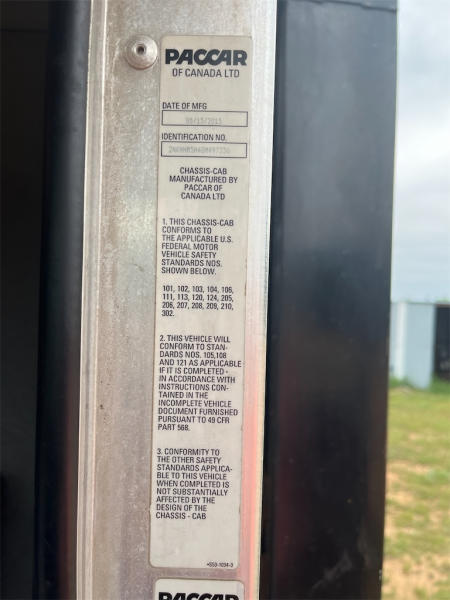 PACCAR
OF CANADA LTD
DATE OF MFG
IDENTIFICATION NO.
CHASSIS-CAB
MANUFACTURED BY
PACCAR OF
CANADA LTD
1. THIS CHASSIS-CAB
CONFORMS TO
THE APPLICABLE U.S.
FEDERAL MOTOR
VEHICLE SAFETY
STANDARDS NOS.
SHOWN BELOW.
101, 102, 103, 104, 106,
111, 113, 120, 124, 205,
206, 207, 208, 209, 210,
302.
2. THIS VEHICLE WILL
CONFORM TO STAN-
DARDS NOS. 105,108
AND 121 AS APPLICABLE
IF IT IS COMPLETED -
IN ACCORDANCE WITH
INSTRUCTIONS CON-
TAINED IN THE
INCOMPLETE VEHICLE
DOCUMENT FURNISHED
PURSUANT TO 49 CFR
PART 568.
3. CONFORMITY TO
THE OTHER SAFETY
STANDARDS APPLICA-
BLE TO THIS VEHICLE
WHEN COMPLETED IS
NOT SUBSTANTIALLY
AFFECTED BY THE
DESIGN OF THE
CHASSIS - CAB
PACCAR